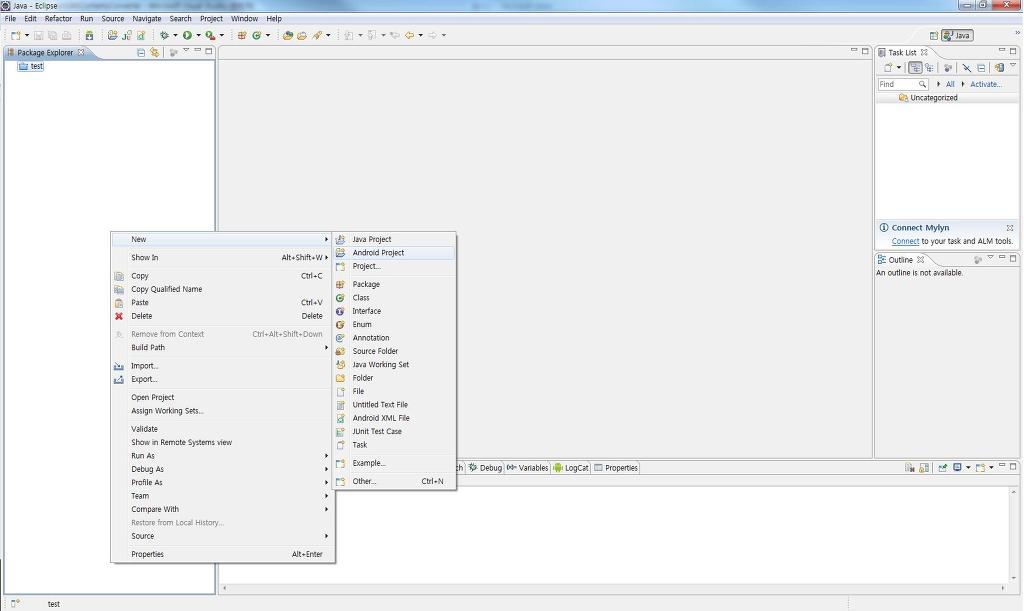 Java - Eclipse
File Edit Refactor Run Source Navigate Search Project Window Help
Java
Package Explorer
test
Task List
Find
All
Activate...
Uncategorized
Connect Mylyn
Connect to your task and ALM tools.
Outline
An outline is not available.
New
Show In Alt+Shift+W
Copy Ctrl+C
Copy Qualified Name
Paste Ctrl+V
Delete Delete
Remove from Context Ctrl+Alt+Shift+Down
Build Path
Import...
Export...
Open Project
Assign Working Sets...
Validate
Show in Remote Systems view
Run As
Debug As
Profile As
Team
Compare With
Restore from Local History...
Source
Properties Alt+Enter
Java Project
Android Project
Project...
Package
Class
Interface
Enum
Annotation
Source Folder
Java Working Set
Folder
File
Untitled Text File
Android XML File
JUnit Test Case
Task
Example...
Other... Ctrl+N
ch Debug Variables LogCat Properties
test